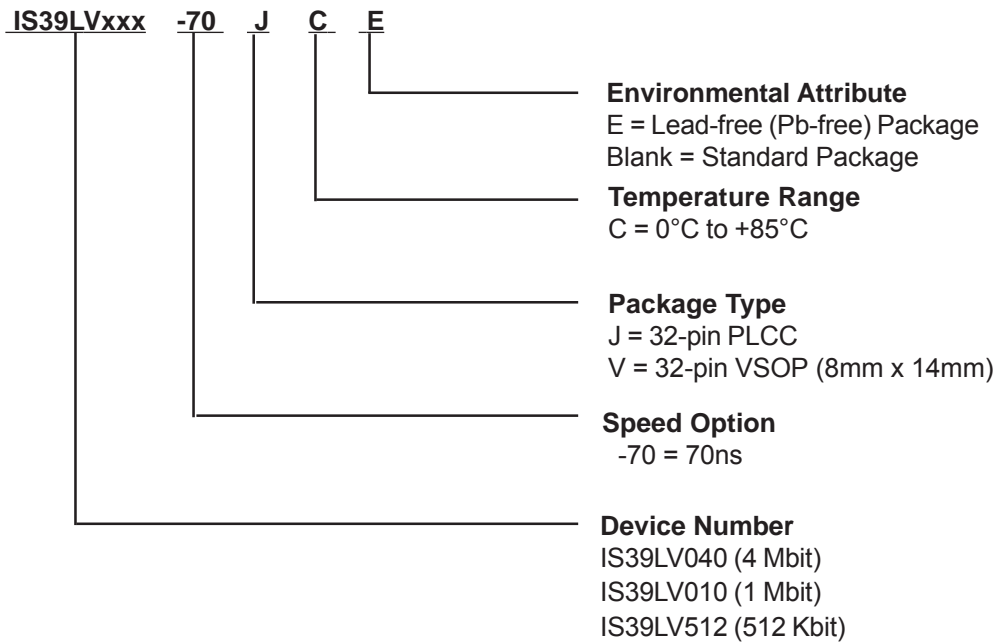 IS39LVxxx -70 J C E
Environmental Attribute
E = Lead-free (Pb-free) Package
Blank = Standard Package
Temperature Range
C = 0°C to +85°C
Package Type
J = 32-pin PLCC
V = 32-pin VSOP (8mm x 14mm)
Speed Option
-70 = 70ns
Device Number
IS39LV040 (4 Mbit)
IS39LV010 (1 Mbit)
IS39LV512 (512 Kbit)